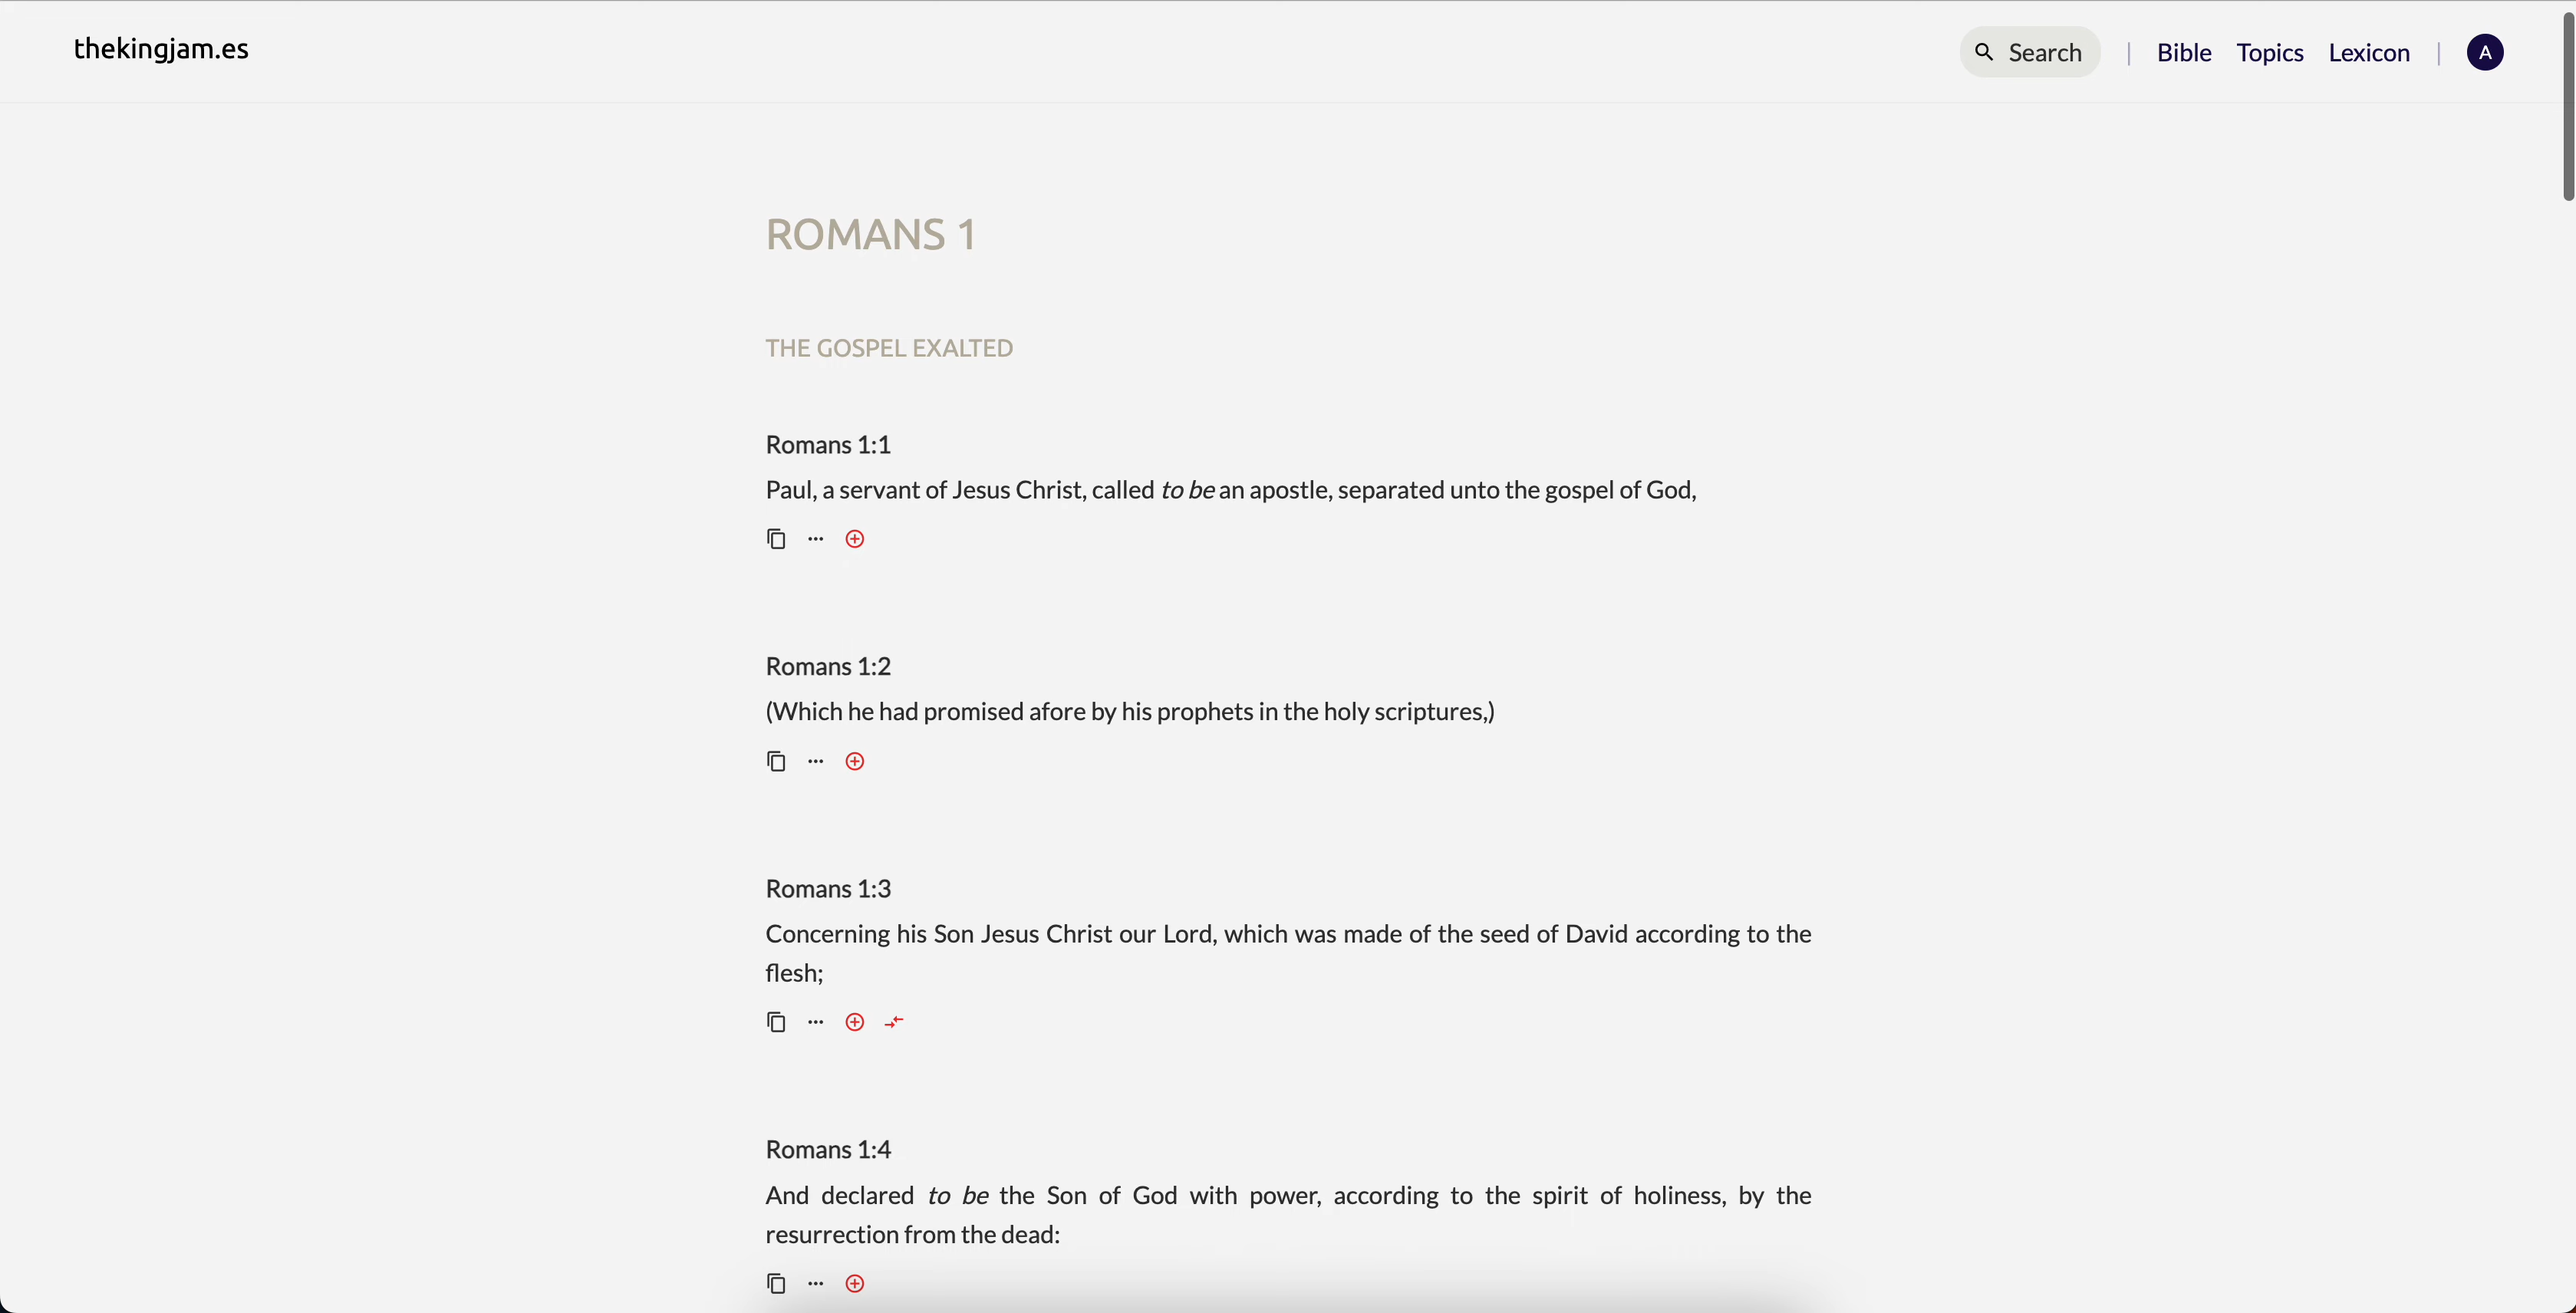 thekingjam.es
Search | Bible Topics Lexicon | A
ROMANS 1
THE GOSPEL EXALTED
Romans 1:1
Paul, a servant of Jesus Christ, called to be an apostle, separated unto the gospel of God,
Romans 1:2
(Which he had promised afore by his prophets in the holy scriptures,)
Romans 1:3
Concerning his Son Jesus Christ our Lord, which was made of the seed of David according to the
flesh;
Romans 1:4
And declared to be the Son of God with power, according to the spirit of holiness, by the
resurrection from the dead: